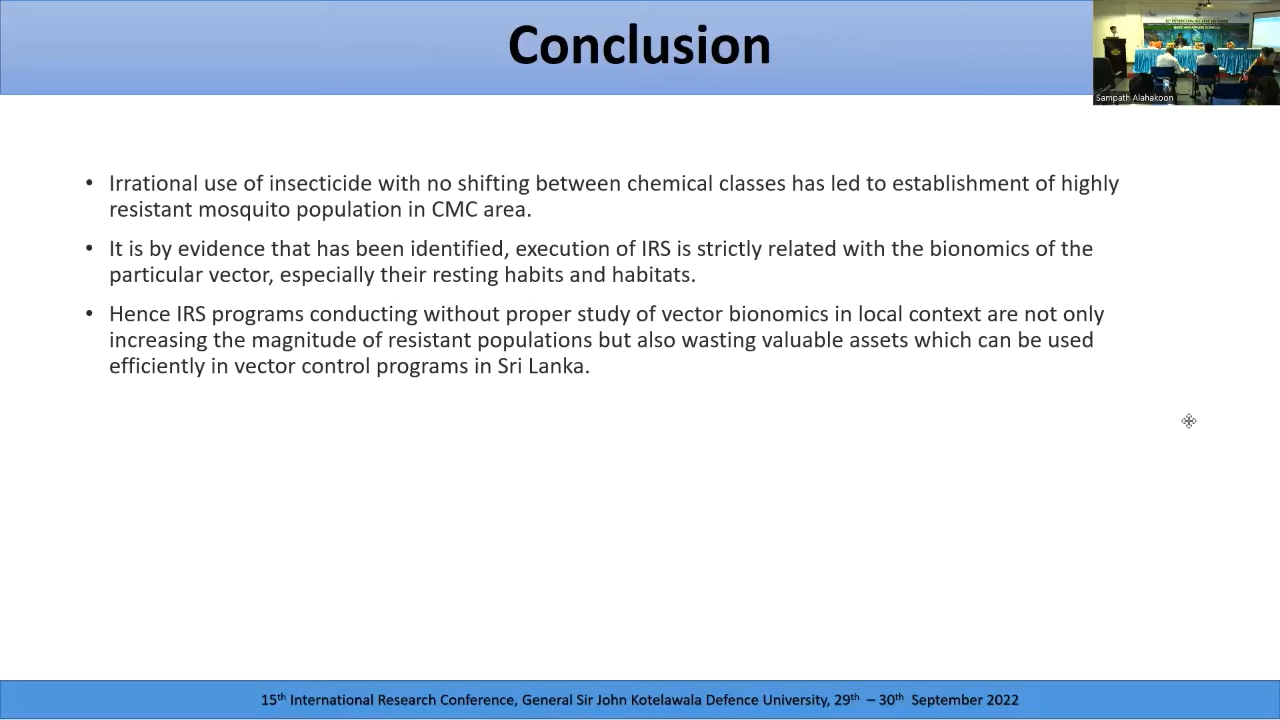 Conclusion
Sampath Alahakoon
• Irrational use of insecticide with no shifting between chemical classes has led to establishment of highly
resistant mosquito population in CMC area.
• It is by evidence that has been identified, execution of IRS is strictly related with the bionomics of the
particular vector, especially their resting habits and habitats.
• Hence IRS programs conducting without proper study of vector bionomics in local context are not only
increasing the magnitude of resistant populations but also wasting valuable assets which can be used
efficiently in vector control programs in Sri Lanka.
15th International Research Conference, General Sir John Kotelawala Defence University, 29th – 30th September 2022